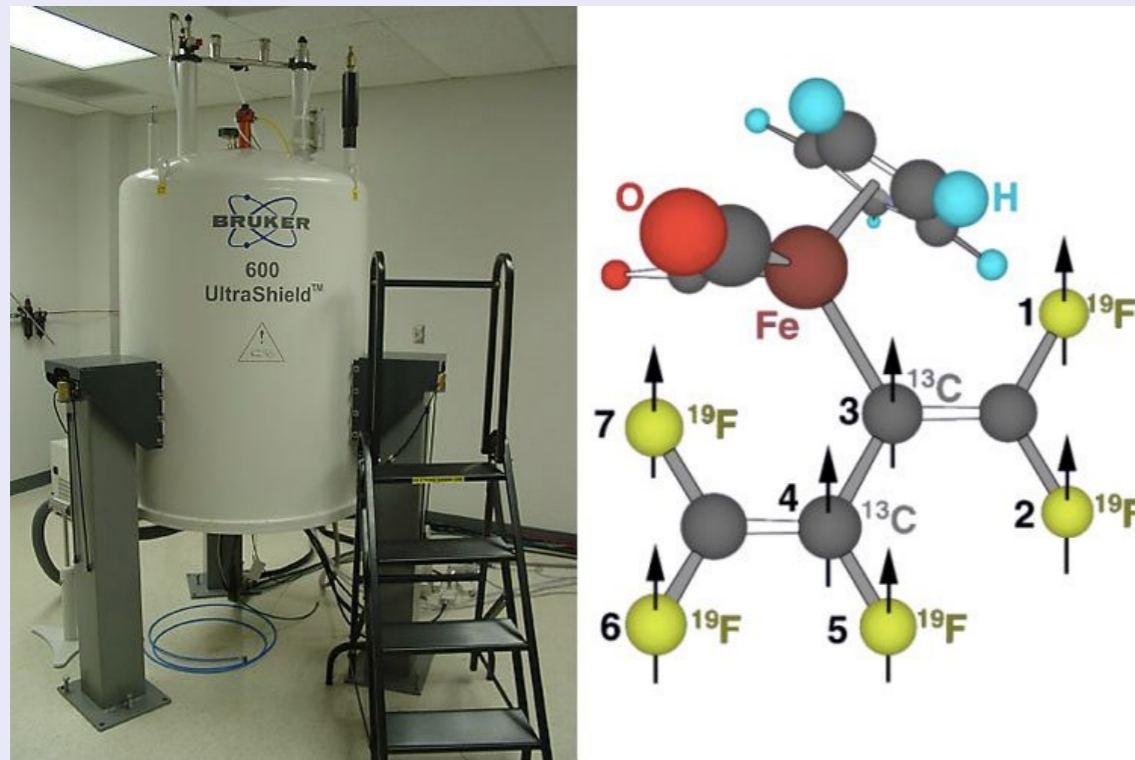 BRUKER
600
UltraShield™
O
H
Fe
1 ¹⁹F
¹³C
3
7 ¹⁹F
4 ¹³C
2 ¹⁹F
6 ¹⁹F
5 ¹⁹F